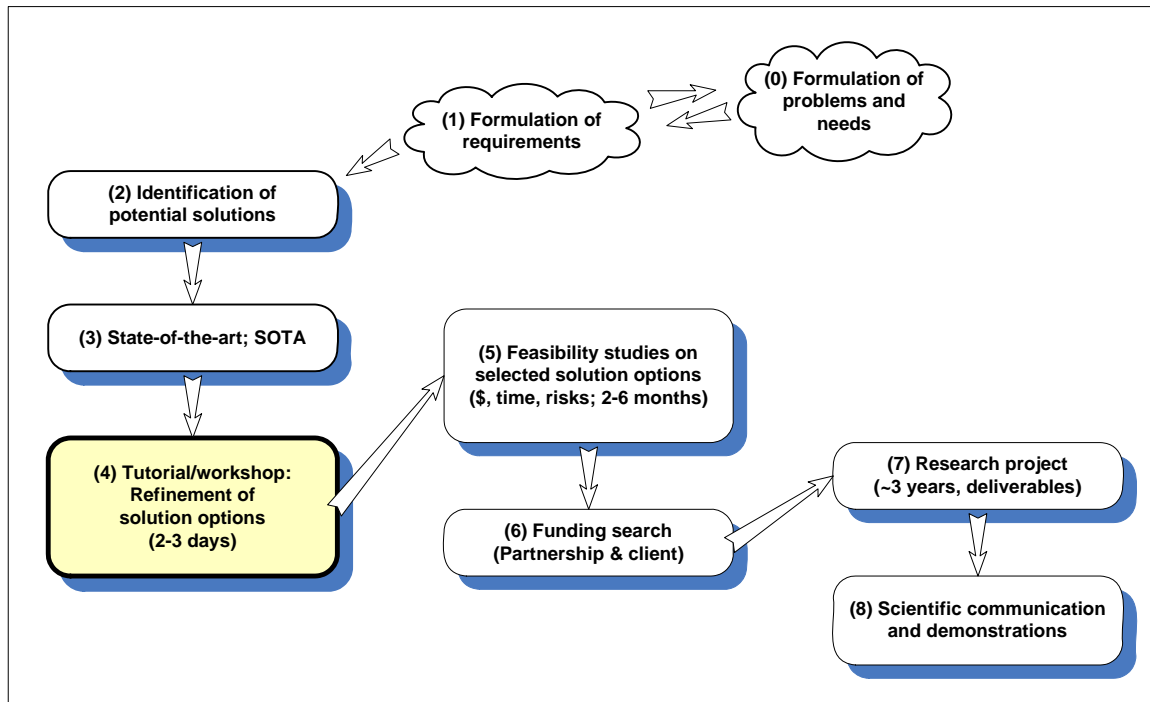 (0) Formulation of
problems and
needs
(1) Formulation of
requirements
(2) Identification of
potential solutions
(3) State-of-the-art; SOTA
(4) Tutorial/workshop:
Refinement of
solution options
(2-3 days)
(5) Feasibility studies on
selected solution options
($, time, risks; 2-6 months)
(6) Funding search
(Partnership & client)
(7) Research project
(~3 years, deliverables)
(8) Scientific communication
and demonstrations